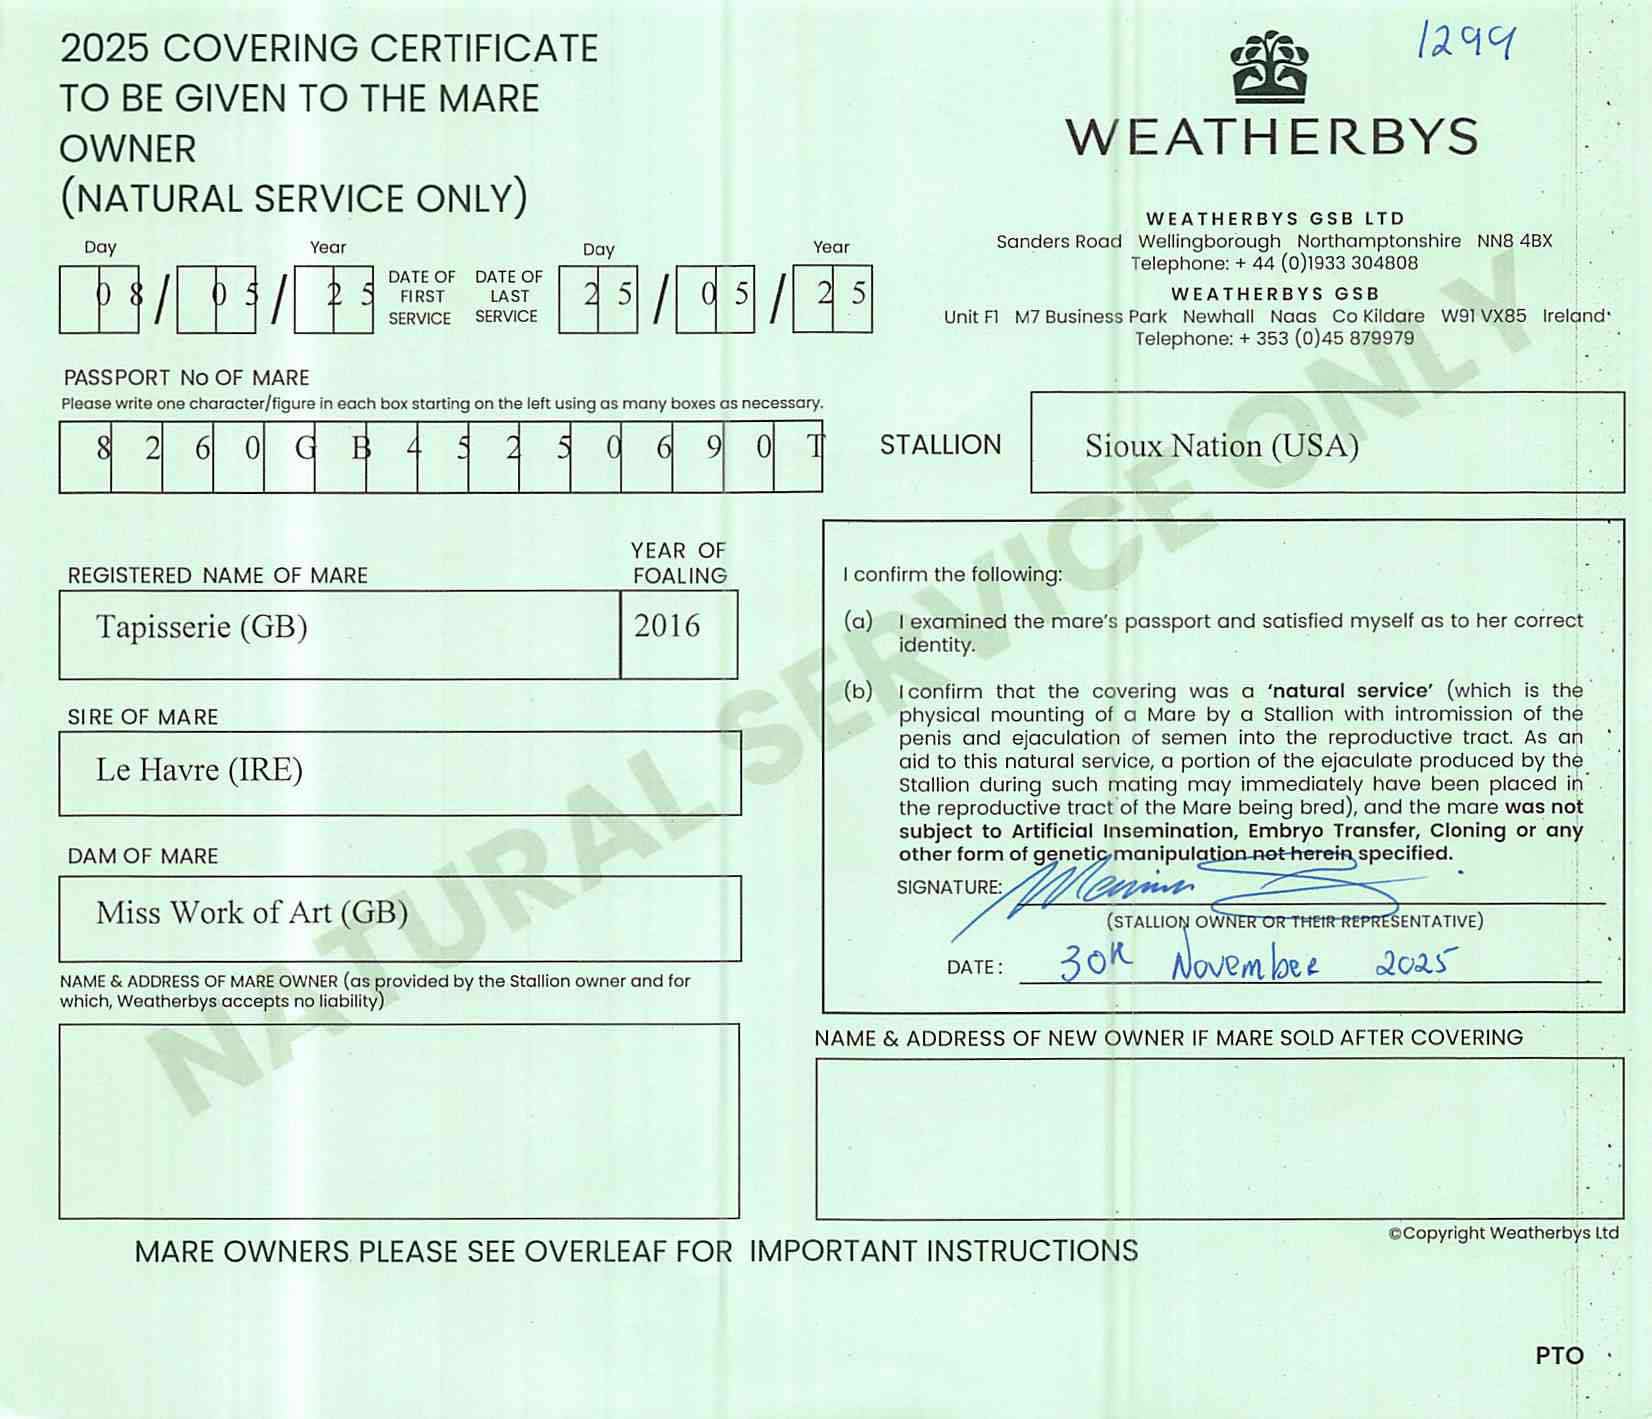 2025 COVERING CERTIFICATE
TO BE GIVEN TO THE MARE
OWNER
(NATURAL SERVICE ONLY)
1299
WEATHERBYS
WEATHERBYS GSB LTD
Sanders Road Wellingborough Northamptonshire NN8 4BX
Telephone: + 44 (0)1933 304808
WEATHERBYS GSB
Unit F1 M7 Business Park Newhall Naas Co Kildare W91 VX85 Ireland
Telephone: + 353 (0)45 879979
Day Year Day Year
08/05/25 DATE OF FIRST SERVICE DATE OF LAST SERVICE 25/05/25
PASSPORT No OF MARE
Please write one character/figure in each box starting on the left using as many boxes as necessary.
8260GB45250690T
STALLION Sioux Nation (USA)
REGISTERED NAME OF MARE YEAR OF FOALING
Tapisserie (GB) 2016
SIRE OF MARE
Le Havre (IRE)
DAM OF MARE
Miss Work of Art (GB)
NAME & ADDRESS OF MARE OWNER (as provided by the Stallion owner and for
which, Weatherbys accepts no liability)
I confirm the following:
(a) I examined the mare's passport and satisfied myself as to her correct
identity.
(b) I confirm that the covering was a 'natural service' (which is the
physical mounting of a Mare by a Stallion with intromission of the
penis and ejaculation of semen into the reproductive tract. As an
aid to this natural service, a portion of the ejaculate produced by the
Stallion during such mating may immediately have been placed in
the reproductive tract of the Mare being bred), and the mare was not
subject to Artificial Insemination, Embryo Transfer, Cloning or any
other form of genetic manipulation not herein specified.
SIGNATURE:
(STALLION OWNER OR THEIR REPRESENTATIVE)
DATE: 30th November 2025
NAME & ADDRESS OF NEW OWNER IF MARE SOLD AFTER COVERING
©Copyright Weatherbys Ltd
MARE OWNERS PLEASE SEE OVERLEAF FOR IMPORTANT INSTRUCTIONS
PTO
NATURAL SERVICE ONLY